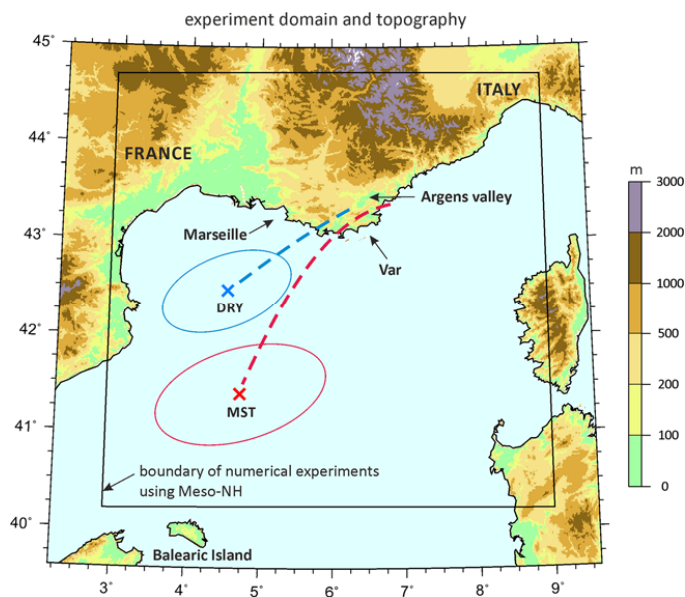 experiment domain and topography
45°
44°
43°
42°
41°
40°
3°
4°
5°
6°
7°
8°
9°
ITALY
FRANCE
Argens valley
Marseille
Var
DRY
MST
boundary of numerical experiments
using Meso-NH
Balearic Island
m
3000
2000
1000
500
200
100
0